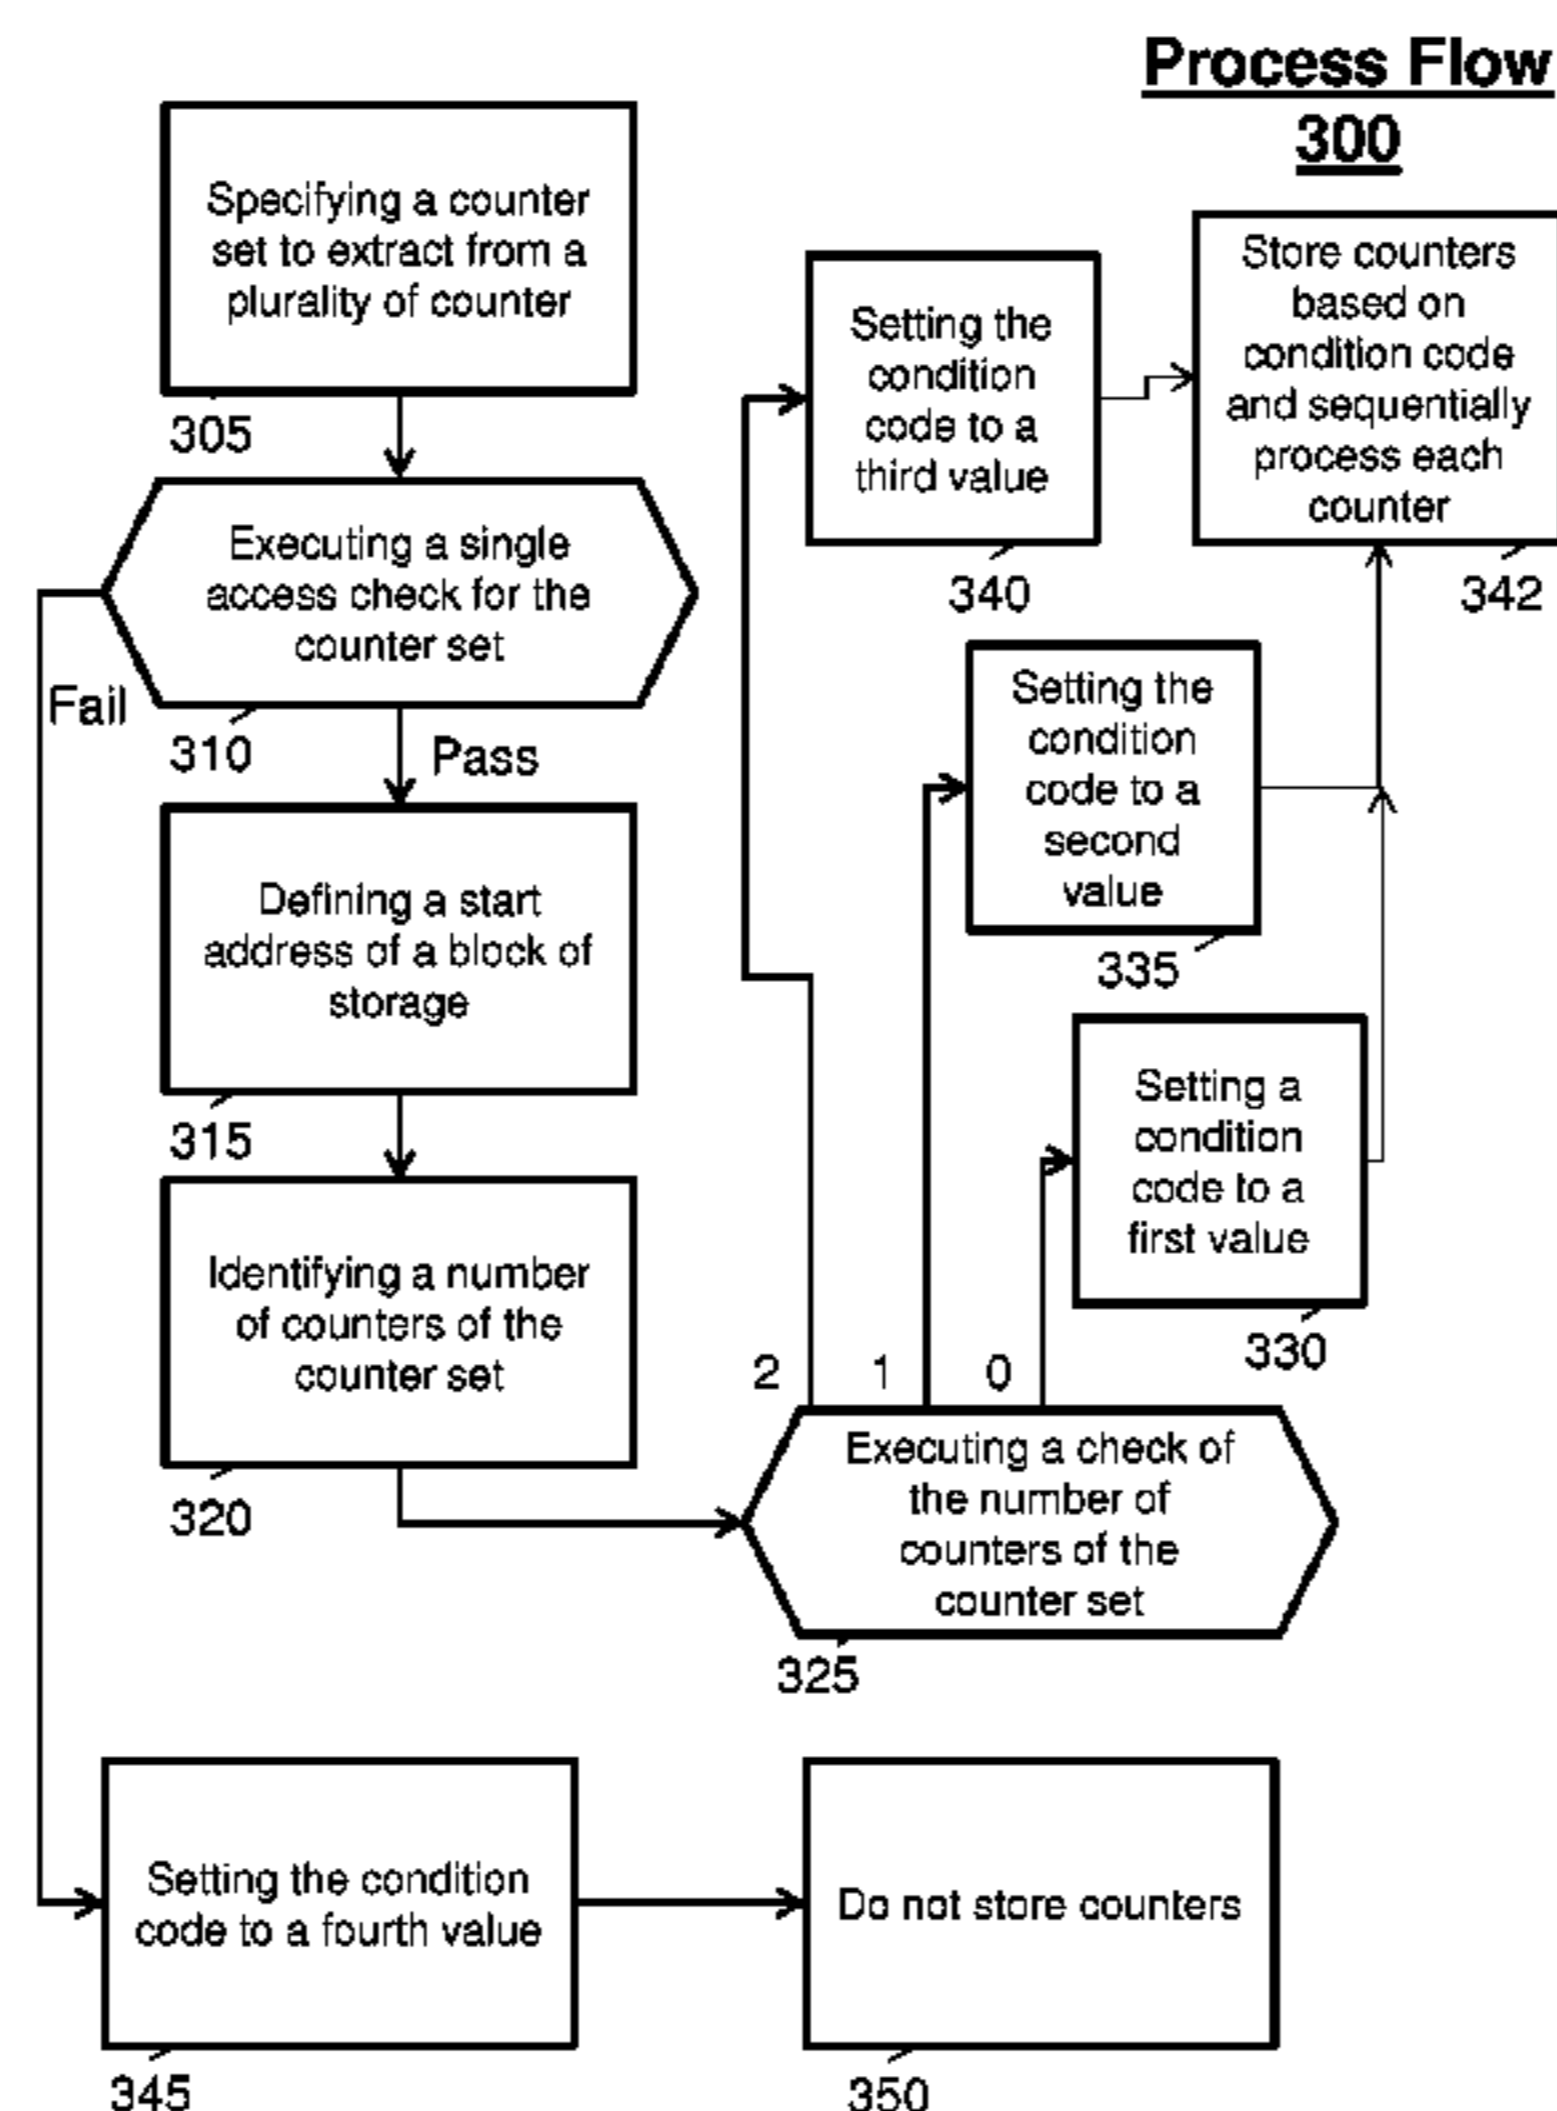 Process Flow
300
Specifying a counter
set to extract from a
plurality of counter
305
Executing a single
access check for the
counter set
Fail
310
Pass
Defining a start
address of a block of
storage
315
Identifying a number
of counters of the
counter set
320
Setting the
condition
code to a
third value
340
Store counters
based on
condition code
and sequentially
process each
counter
342
Setting the
condition
code to a
second
value
335
Setting a
condition
code to a
first value
330
2
1
0
Executing a check of
the number of
counters of the
counter set
325
Setting the condition
code to a fourth value
345
Do not store counters
350